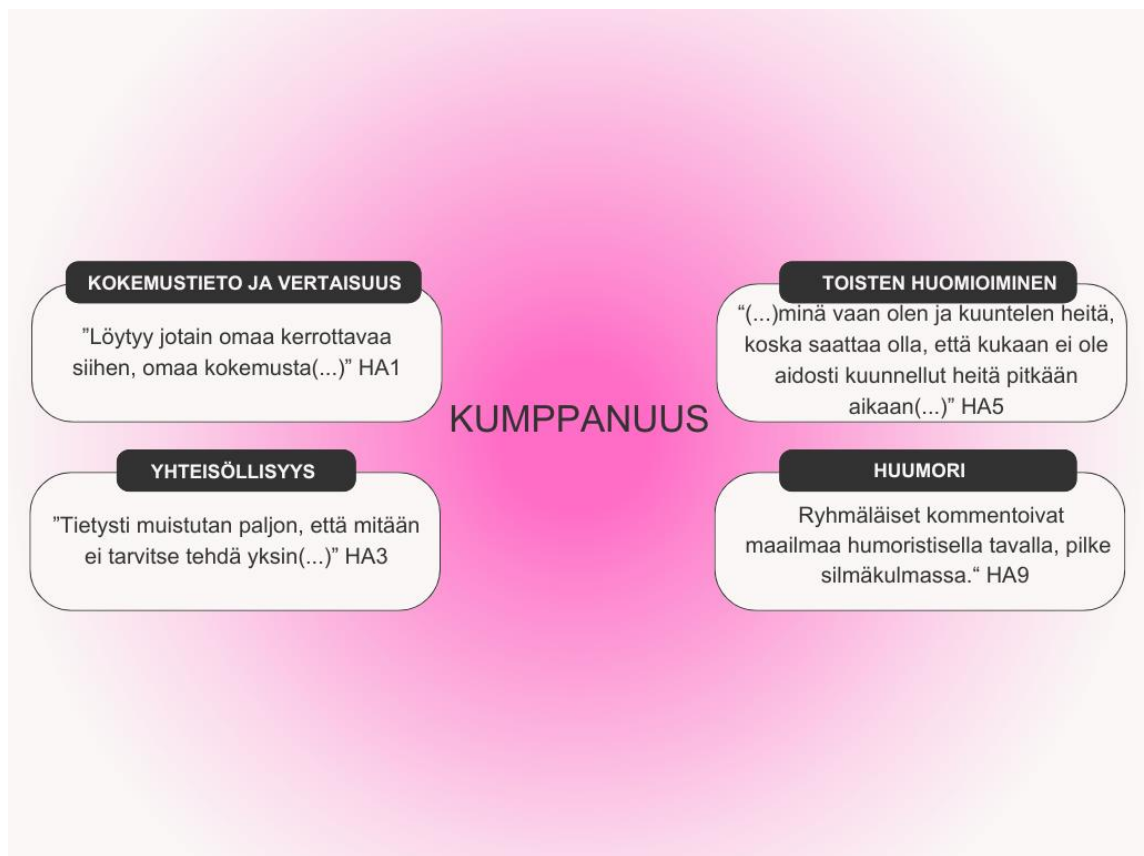 KOKEMUSTIETO JA VERTAISUUS
”Löytyy jotain omaa kerrottavaa
siihen, omaa kokemusta(...)” HA1
YHTEISÖLLISYYS
”Tietysti muistutan paljon, että mitään
ei tarvitse tehdä yksin(...)” HA3
KUMPPANUUS
TOISTEN HUOMIOIMINEN
“(...)minä vaan olen ja kuuntelen heitä,
koska saattaa olla, että kukaan ei ole
aidosti kuunnellut heitä pitkään
aikaan(...)” HA5
HUUMORI
Ryhmäläiset kommentoivat
maailmaa humoristisella tavalla, pilke
silmäkulmassa.“ HA9